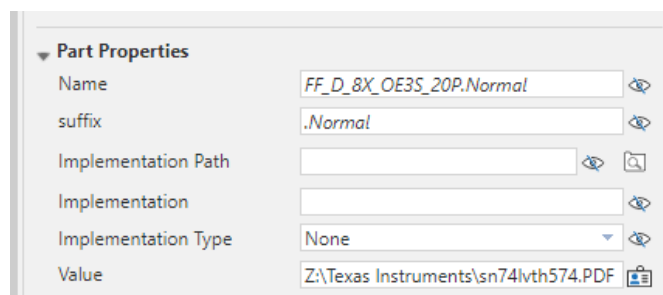 Part Properties
Name FF_D_8X_OE3S_20P.Normal
suffix .Normal
Implementation Path
Implementation
Implementation Type None
Value Z:\Texas Instruments\sn74lvth574.PDF